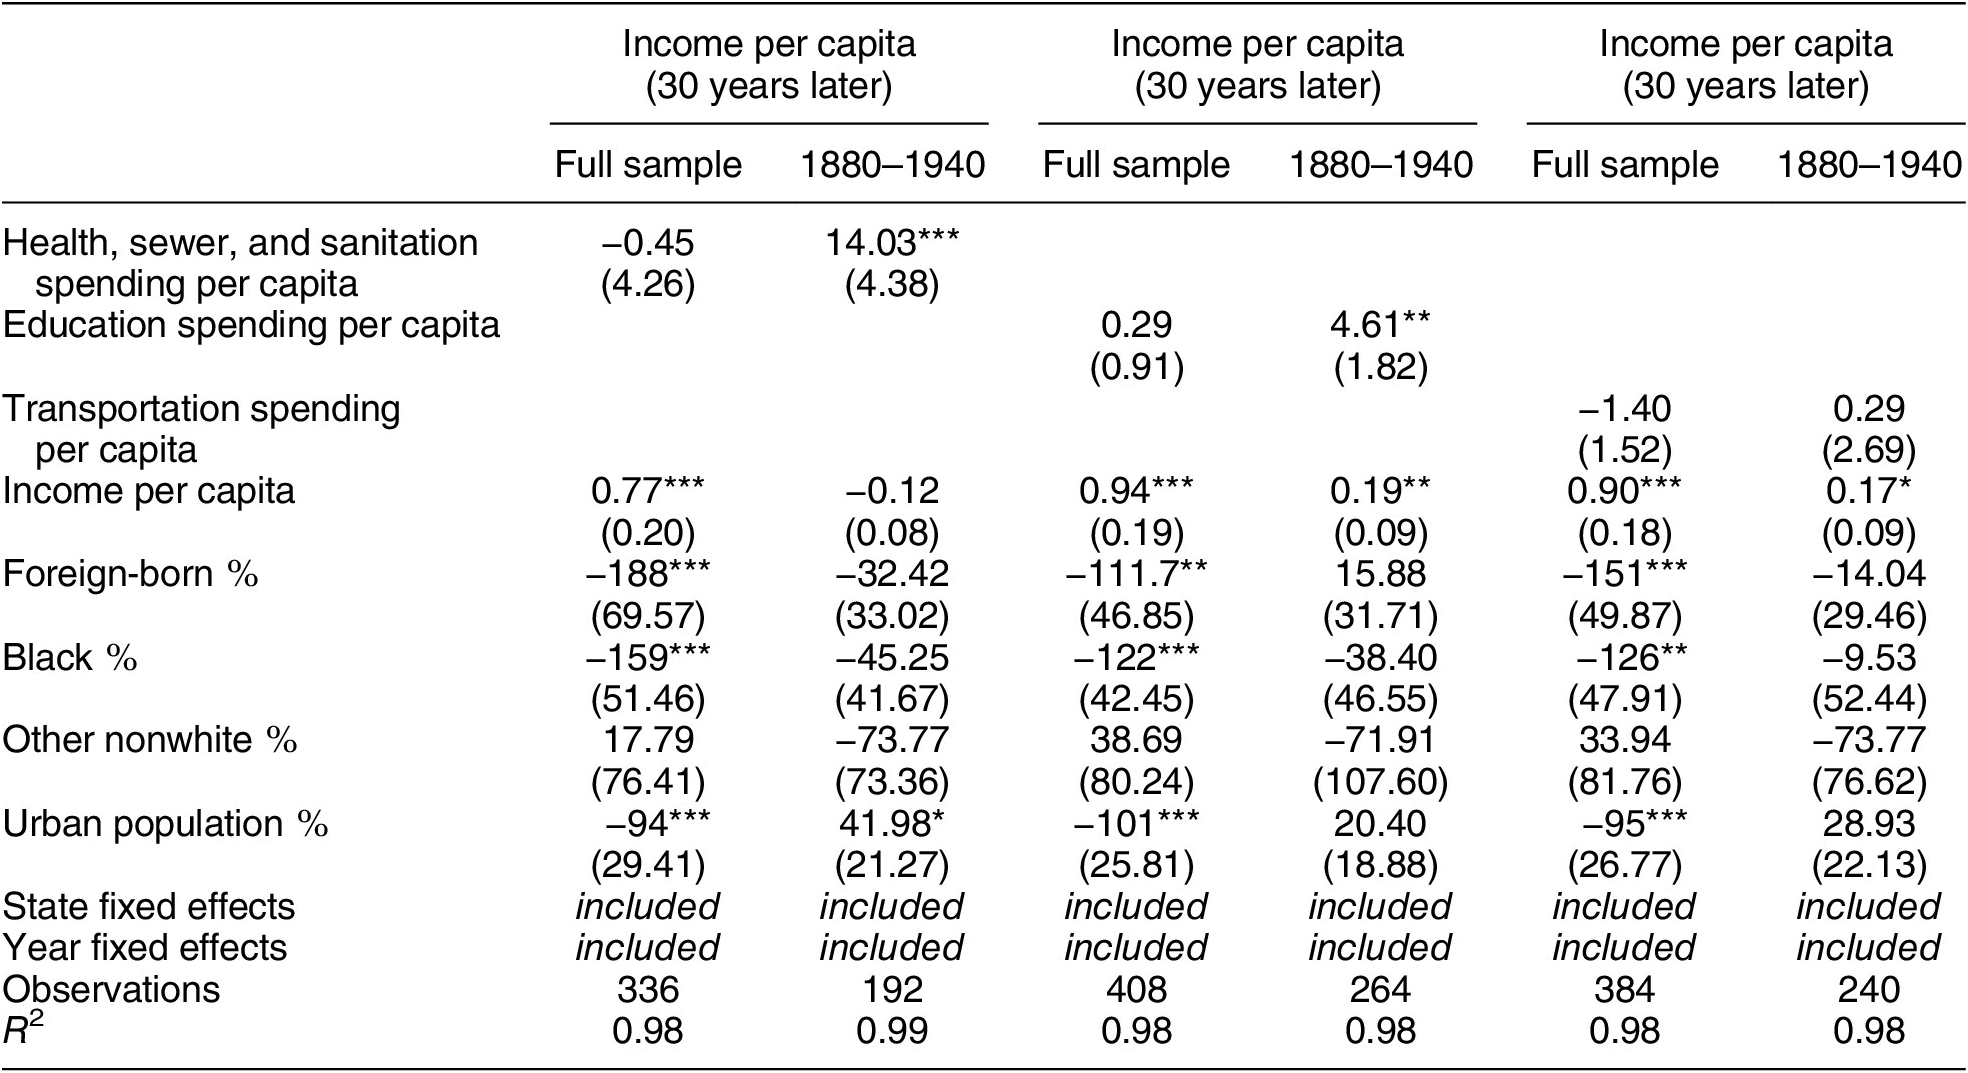 Income per capita Income per capita Income per capita
(30 years later) (30 years later) (30 years later)
Full sample 1880–1940 Full sample 1880–1940 Full sample 1880–1940
Health, sewer, and sanitation −0.45 14.03***
spending per capita (4.26) (4.38)
Education spending per capita 0.29 4.61**
(0.91) (1.82)
Transportation spending −1.40 0.29
per capita (1.52) (2.69)
Income per capita 0.77*** −0.12 0.94*** 0.19** 0.90*** 0.17*
(0.20) (0.08) (0.19) (0.09) (0.18) (0.09)
Foreign-born % −188*** −32.42 −111.7** 15.88 −151*** −14.04
(69.57) (33.02) (46.85) (31.71) (49.87) (29.46)
Black % −159*** −45.25 −122*** −38.40 −126** −9.53
(51.46) (41.67) (42.45) (46.55) (47.91) (52.44)
Other nonwhite % 17.79 −73.77 38.69 −71.91 33.94 −73.77
(76.41) (73.36) (80.24) (107.60) (81.76) (76.62)
Urban population % −94*** 41.98* −101*** 20.40 −95*** 28.93
(29.41) (21.27) (25.81) (18.88) (26.77) (22.13)
State fixed effects included included included included included included
Year fixed effects included included included included included included
Observations 336 192 408 264 384 240
R² 0.98 0.99 0.98 0.98 0.98 0.98